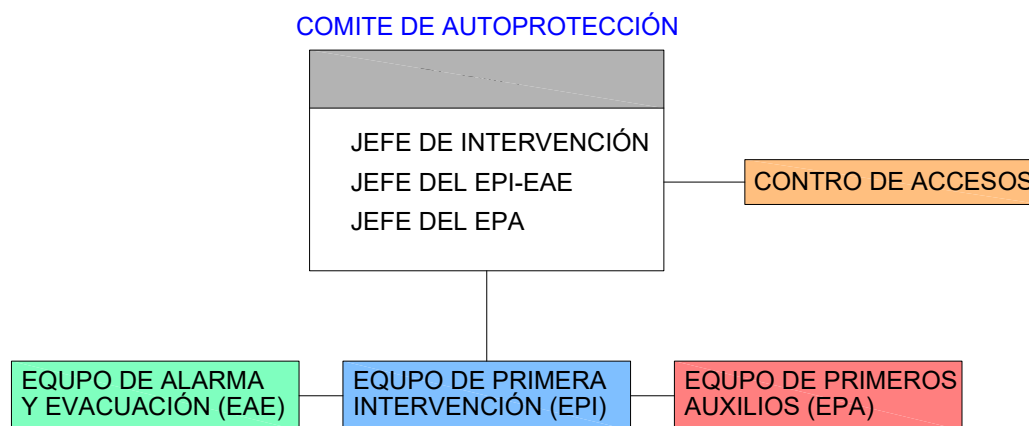 COMITE DE AUTOPROTECCIÓN
JEFE DE INTERVENCIÓN
JEFE DEL EPI-EAE
JEFE DEL EPA
CONTRO DE ACCESOS
EQUPO DE ALARMA
Y EVACUACIÓN (EAE)
EQUPO DE PRIMERA
INTERVENCIÓN (EPI)
EQUPO DE PRIMEROS
AUXILIOS (EPA)